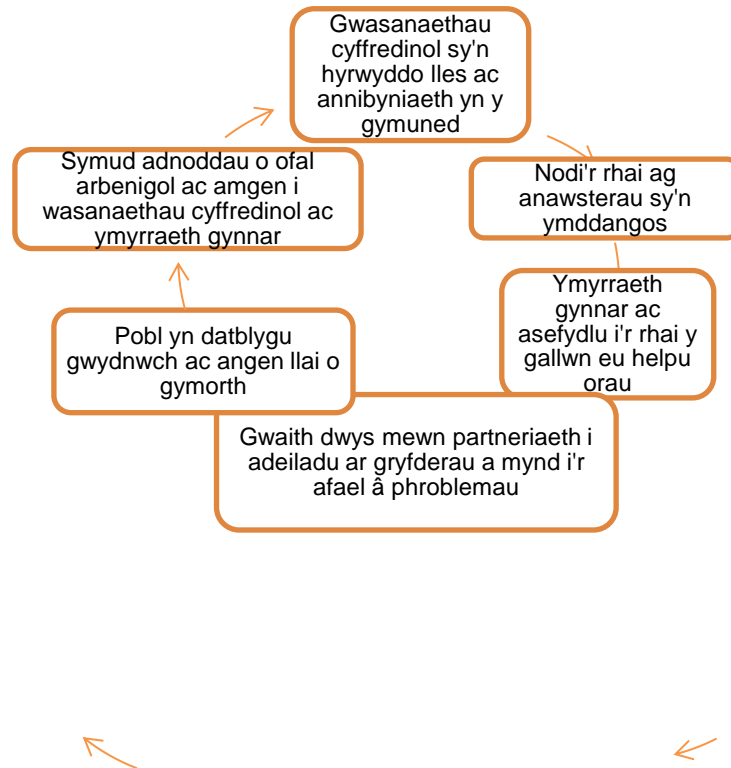 Gwasanaethau
cyffredinol sy'n
hyrwyddo lles ac
annibyniaeth yn y
gymuned
Nodi'r rhai ag
anawsterau sy'n
ymddangos
Ymyrraeth
gynnar ac
asefydlu i'r rhai y
gallwn eu helpu
orau
Gwaith dwys mewn partneriaeth i
adeiladu ar gryfderau a mynd i'r
afael â phroblemau
Pobl yn datblygu
gwydnwch ac angen llai o
gymorth
Symud adnoddau o ofal
arbenigol ac amgen i
wasanaethau cyffredinol ac
ymyrraeth gynnar